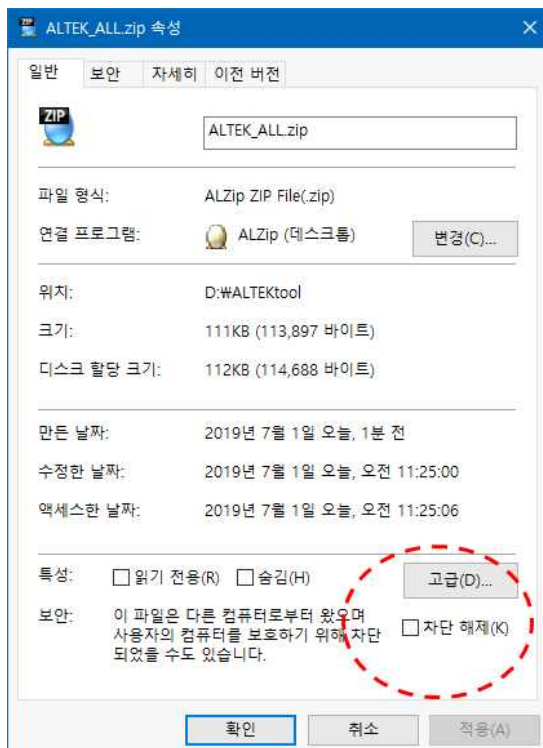 ALTEK_ALL.zip 속성
일반 보안 자세히 이전 버전
ZIP
ALTEK_ALL.zip
파일 형식: ALZip ZIP File(.zip)
연결 프로그램: ALZip (데스크톱) 변경(C)...
위치: D:₩ALTEKtool
크기: 111KB (113,897 바이트)
디스크 할당 크기: 112KB (114,688 바이트)
만든 날짜: 2019년 7월 1일 오늘, 1분 전
수정한 날짜: 2019년 7월 1일 오늘, 오전 11:25:00
액세스한 날짜: 2019년 7월 1일 오늘, 오전 11:25:06
특성: 읽기 전용(R) 숨김(H) 고급(D)...
보안: 이 파일은 다른 컴퓨터로부터 왔으며
사용자의 컴퓨터를 보호하기 위해 차단 차단 해제(K)
되었을 수도 있습니다.
확인 취소 적용(A)